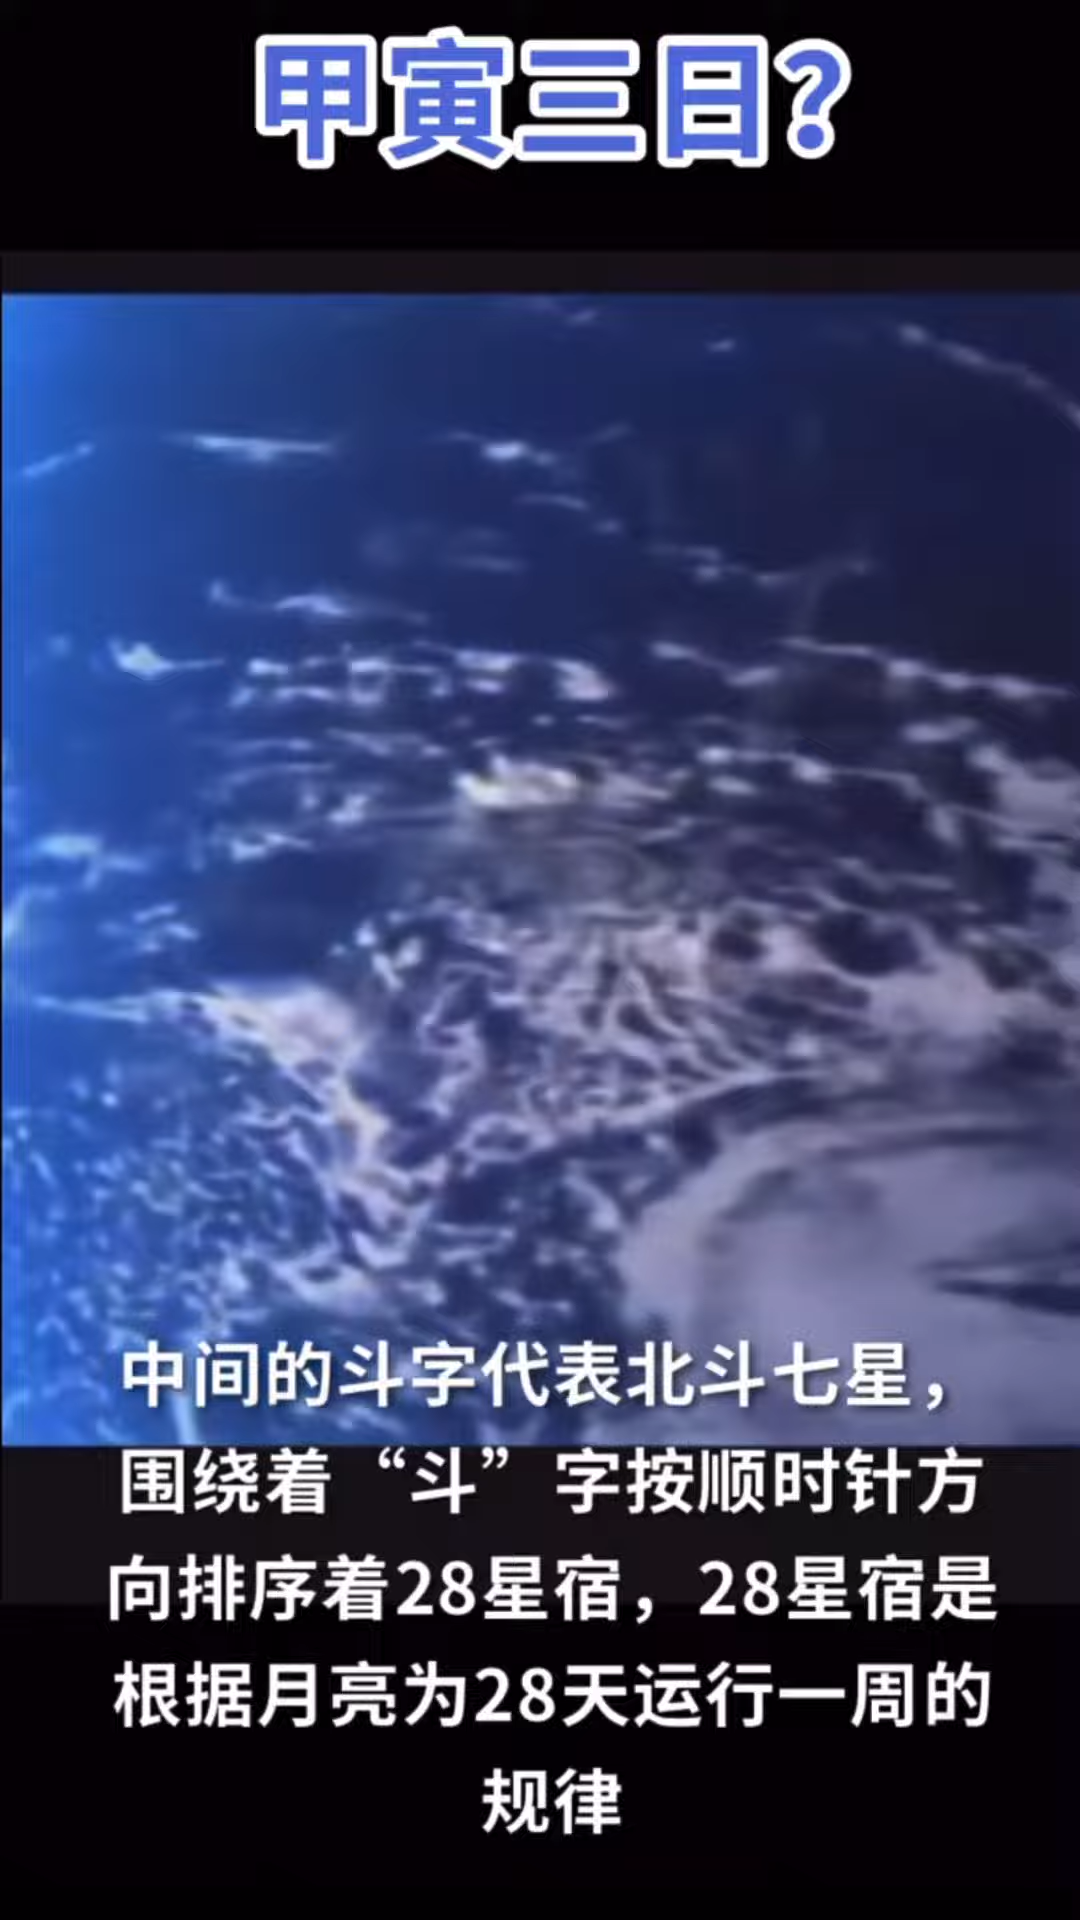 甲寅三日?
中间的斗字代表北斗七星，
围绕着“斗”字按顺时针方
向排序着28星宿，28星宿是
根据月亮为28天运行一周的
规律